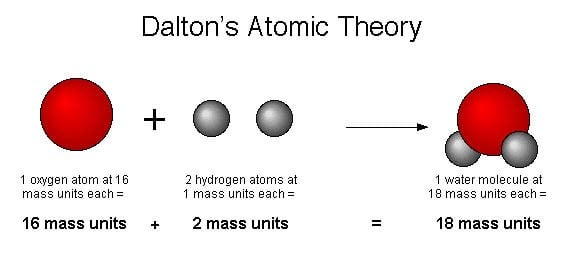 Dalton's Atomic Theory
+
1 oxygen atom at 16
mass units each =
2 hydrogen atoms at
1 mass units each =
1 water molecule at
18 mass units each =
16 mass units + 2 mass units = 18 mass units